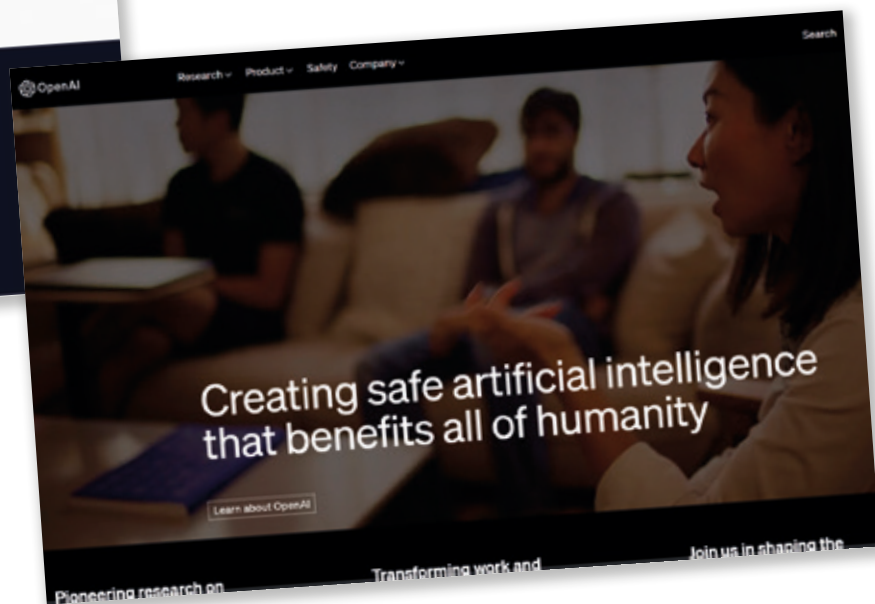 OpenAI
Research
Product
Safety
Company
Search
Creating safe artificial intelligence
that benefits all of humanity
Learn about OpenAI
Pioneering research on
Transforming work and
Join us in shaping the